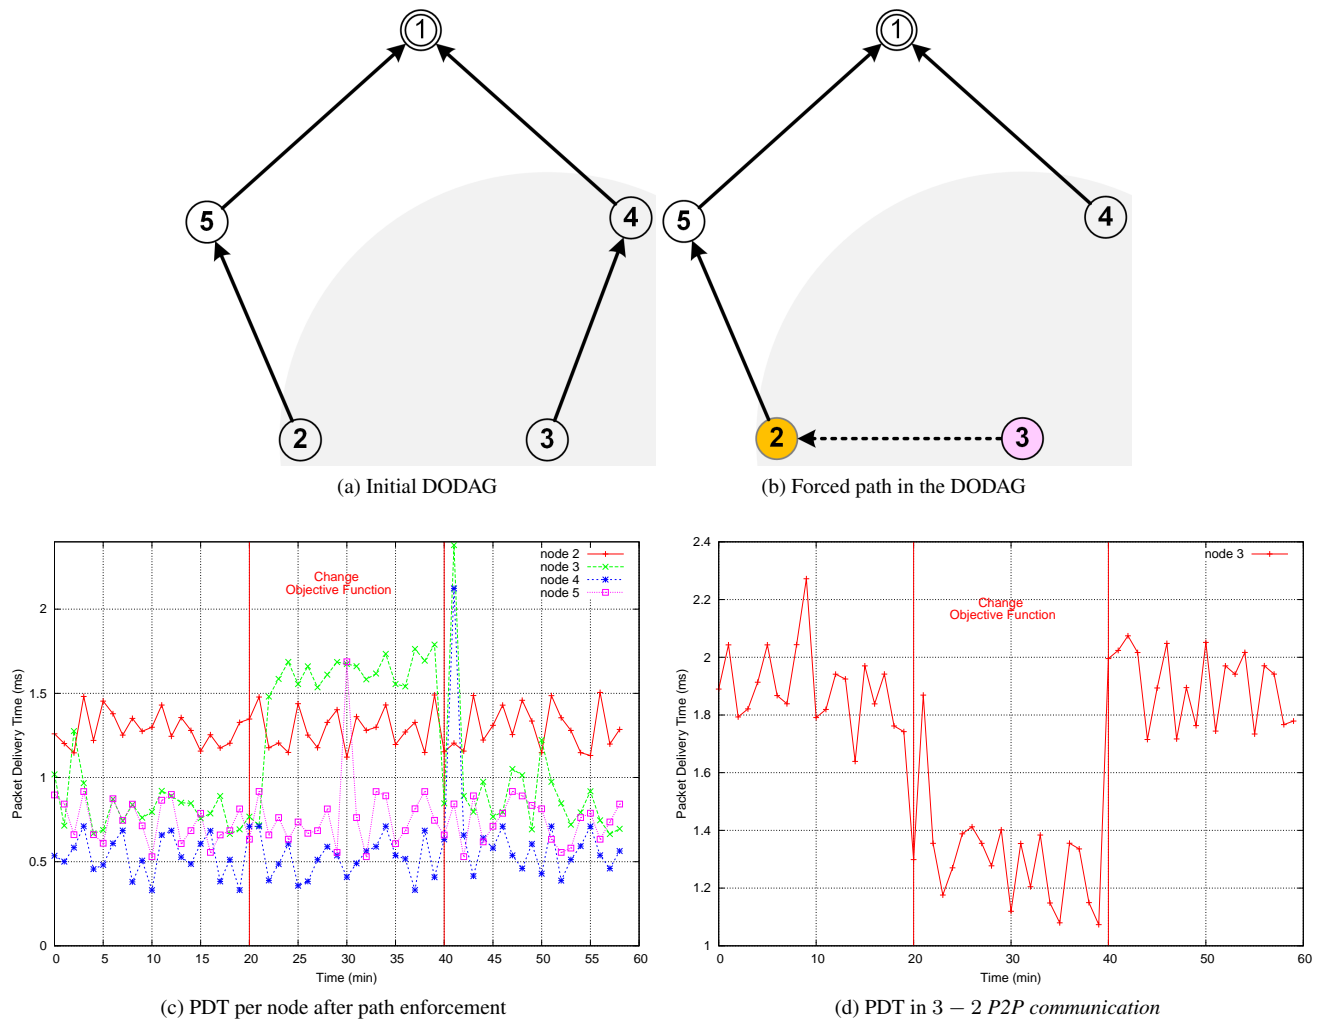 1
5
4
2
3
(a) Initial DODAG
1
5
4
2
3
(b) Forced path in the DODAG
node 2
node 3
node 4
node 5
Change
Objective Function
2
1.5
1
0.5
0
Packet Delivery Time (ms)
0 5 10 15 20 25 30 35 40 45 50 55 60
Time (min)
(c) PDT per node after path enforcement
node 3
Change
Objective Function
2.4
2.2
2
1.8
1.6
1.4
1.2
1
Packet Delivery Time (ms)
0 10 20 30 40 50 60
Time (min)
(d) PDT in 3 − 2 P2P communication